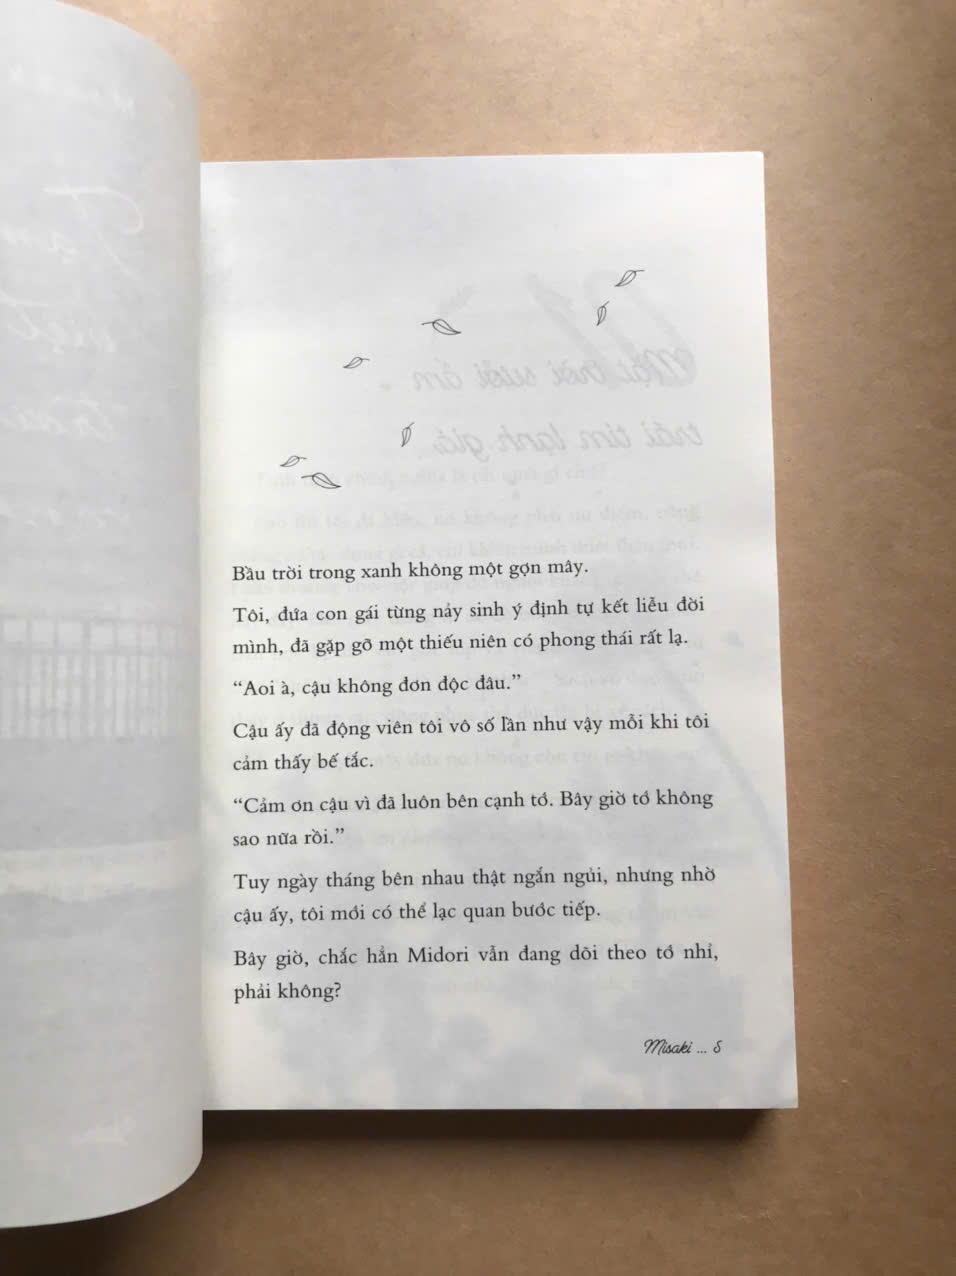 Bầu trời trong xanh không một gợn mây.
Tôi, đứa con gái từng nảy sinh ý định tự kết liễu đời
mình, đã gặp gỡ một thiếu niên có phong thái rất lạ.
“Aoi à, cậu không đơn độc đâu.”
Cậu ấy đã động viên tôi vô số lần như vậy mỗi khi tôi
cảm thấy bế tắc.
“Cảm ơn cậu vì đã luôn bên cạnh tớ. Bây giờ tớ không
sao nữa rồi.”
Tuy ngày tháng bên nhau thật ngắn ngủi, nhưng nhờ
cậu ấy, tôi mới có thể lạc quan bước tiếp.
Bây giờ, chắc hẳn Midori vẫn đang dõi theo tớ nhỉ,
phải không?
Misaki ... 5